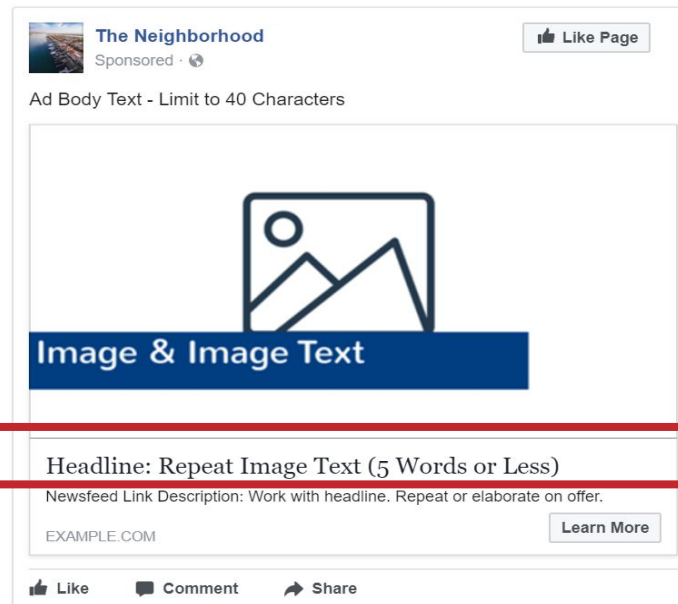 The Neighborhood
Like Page
Sponsored ·
Ad Body Text - Limit to 40 Characters
Image & Image Text
Headline: Repeat Image Text (5 Words or Less)
Newsfeed Link Description: Work with headline. Repeat or elaborate on offer.
EXAMPLE.COM
Learn More
Like Comment Share